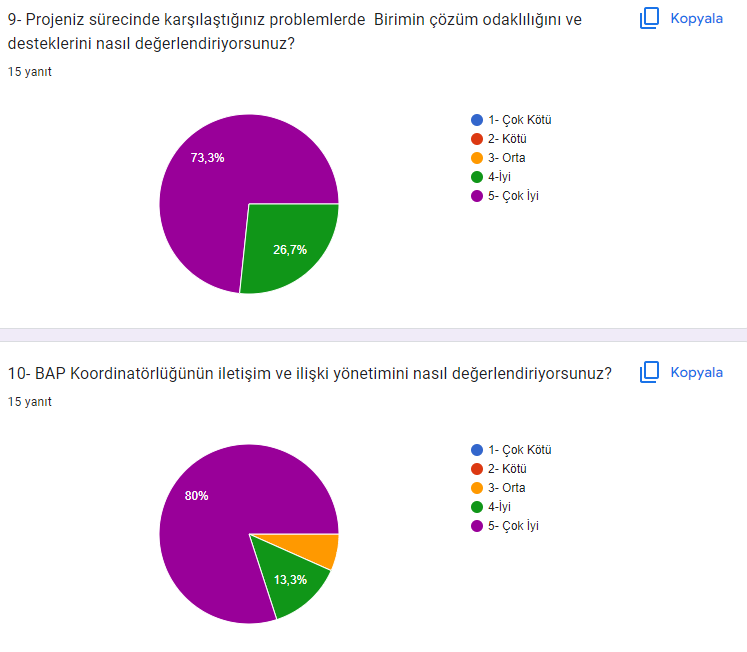 9- Projeniz sürecinde karşılaştığınız problemlerde  Birimin çözüm odaklılığını ve
desteklerini nasıl değerlendiriyorsunuz?
Kopyala
15 yanıt
73,3%
26,7%
1- Çok Kötü
2- Kötü
3- Orta
4-İyi
5- Çok İyi
10- BAP Koordinatörlüğünün iletişim ve ilişki yönetimini nasıl değerlendiriyorsunuz?
Kopyala
15 yanıt
80%
13,3%
1- Çok Kötü
2- Kötü
3- Orta
4-İyi
5- Çok İyi